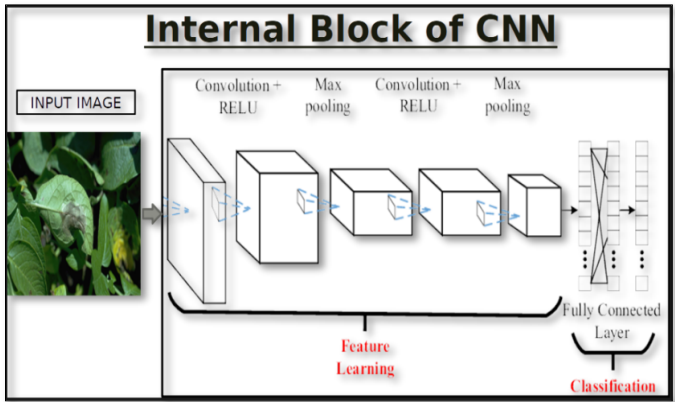 Internal Block of CNN
INPUT IMAGE
Convolution +
RELU
Max
pooling
Convolution +
RELU
Max
pooling
Fully Connected
Layer
Feature
Learning
Classification